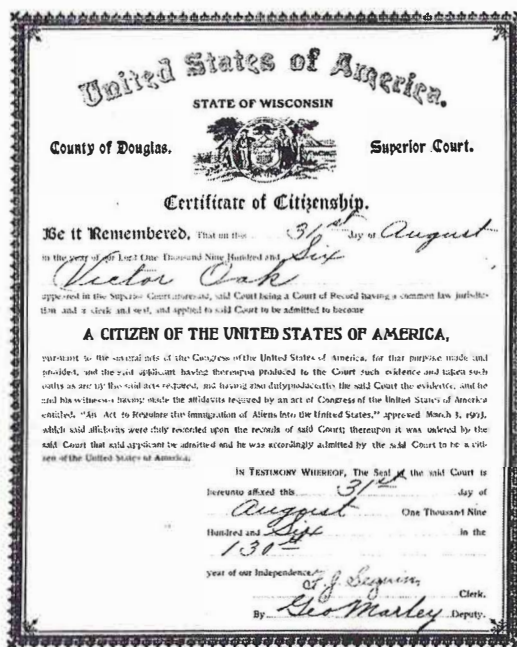 United States of America.
STATE OF WISCONSIN
County of Douglas. Superior Court.
Certificate of Citizenship.
Be it Remembered, That on this 31st day of August
in the year of our Lord One Thousand Nine Hundred and Six
Victor Oak
appeared in the Superior Court aforesaid, said Court being a Court of Record having a common law jurisdic-
tion and a clerk and seal, and applied to said Court to be admitted to become
A CITIZEN OF THE UNITED STATES OF AMERICA,
pursuant to the several acts of the Congress of the United States of America, for that purpose made and
provided, and the said applicant having thereupon produced to the Court such evidence and taken such
oaths as are by the said acts required, and having also duly produced to the said Court the evidence, and he
and his witnesses having made the affidavits required by an act of Congress of the United States of America
entitled, "An Act to Regulate the Immigration of Aliens Into the United States," approved March 3, 1903,
which said affidavits were duly recorded upon the records of said Court; thereupon it was ordered by the
said Court that said applicant be admitted and he was accordingly admitted by the said Court to be a citi-
zen of the United States of America.
IN TESTIMONY WHEREOF, The Seal of the said Court is
hereunto affixed this 31st day of
August One Thousand Nine
Hundred and Six in the
130th
year of our Independence.
Seguin
Clerk.
By Geo Marley Deputy.